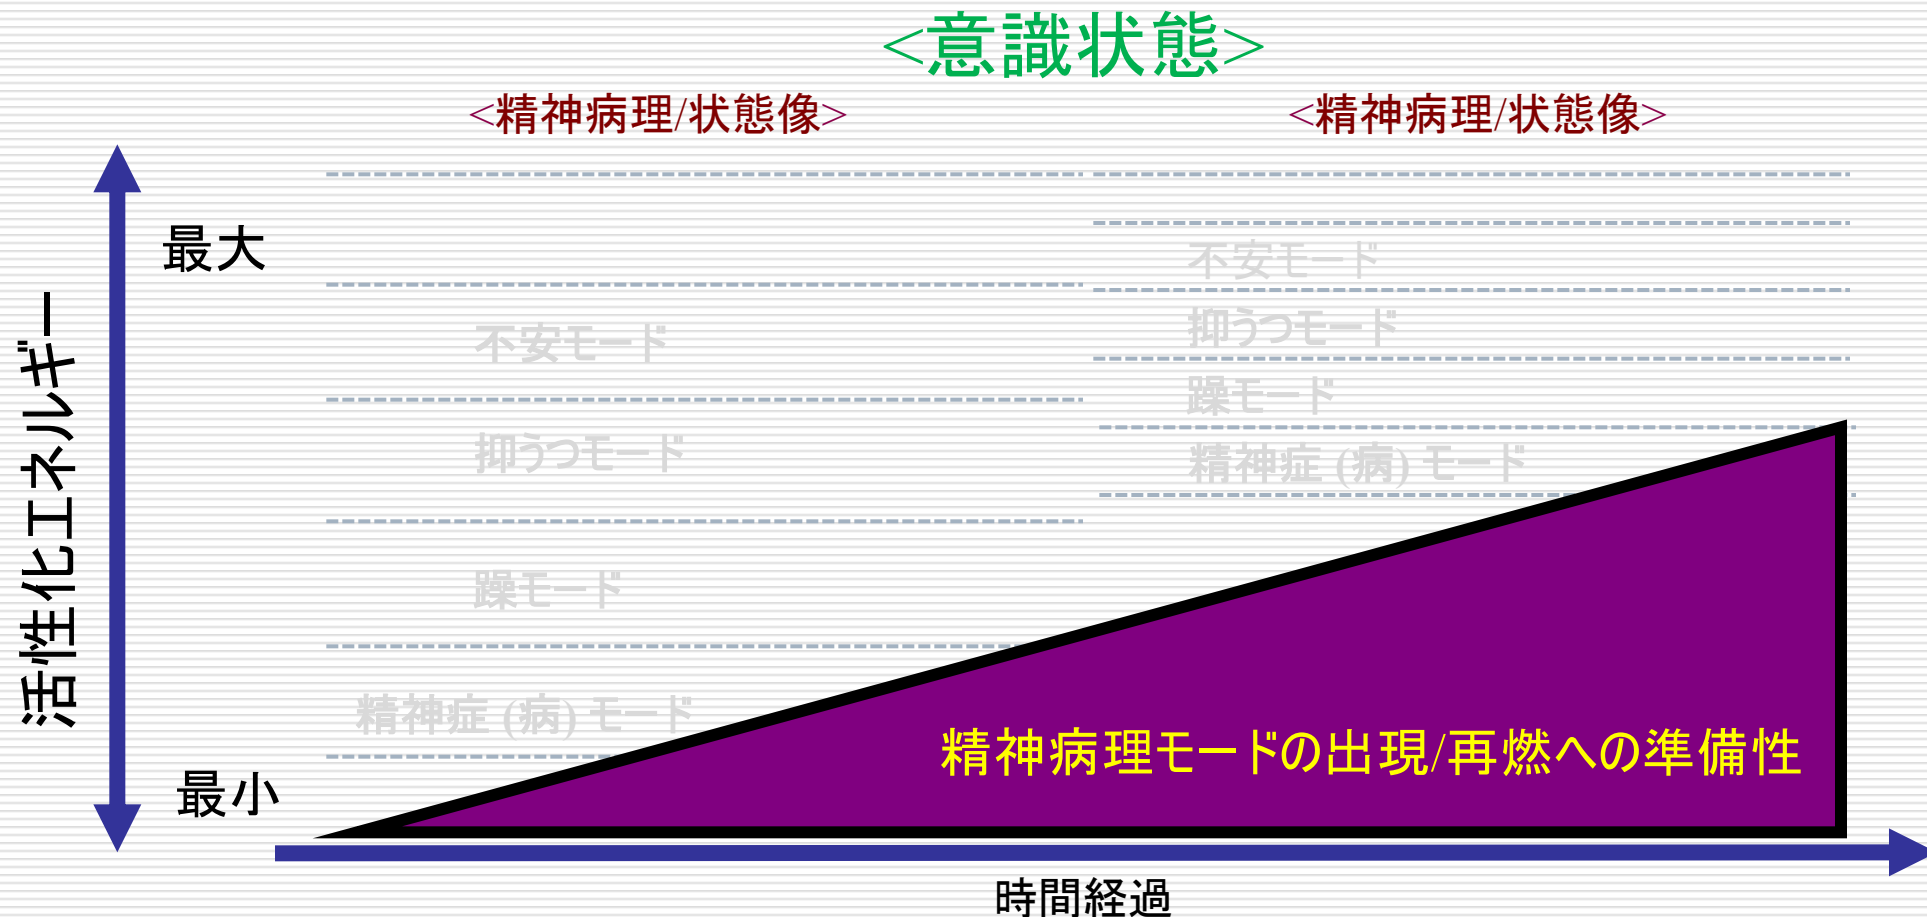 <意識状態>
<精神病理/状態像>
<精神病理/状態像>
活性化エネルギー
最大
不安モード
抑うつモード
躁モード
精神症 (病) モード
不安モード
抑うつモード
躁モード
精神症 (病) モード
精神病理モードの出現/再燃への準備性
最小
時間経過